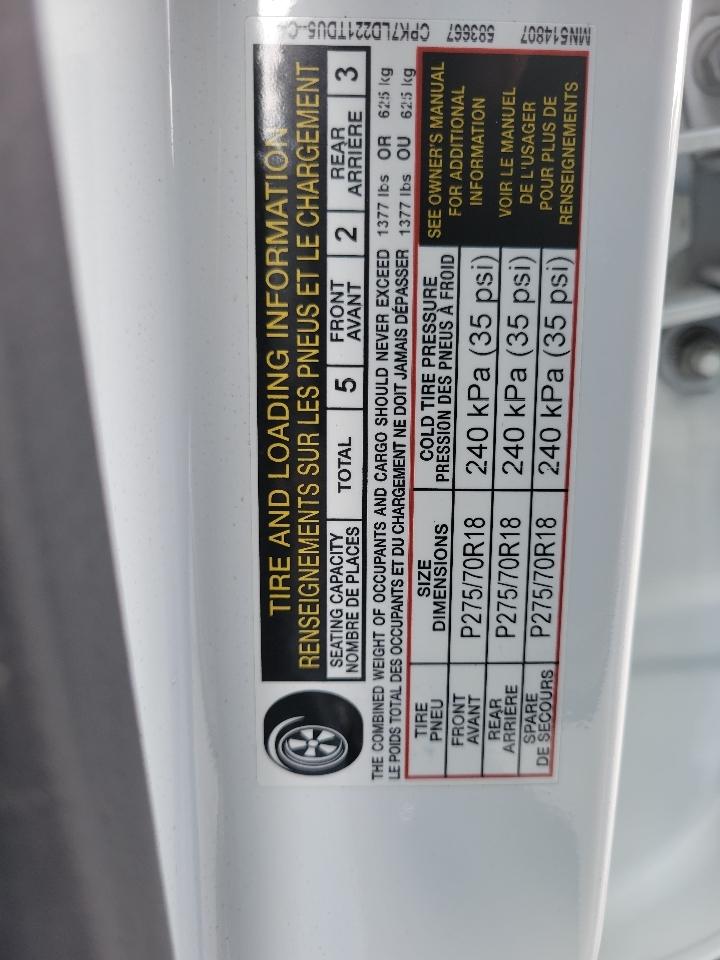 TIRE AND LOADING INFORMATION
RENSEIGNEMENTS SUR LES PNEUS ET LE CHARGEMENT
SEATING CAPACITY
NOMBRE DE PLACES
TOTAL 5
FRONT
AVANT
2
REAR
ARRIÈRE
3
THE COMBINED WEIGHT OF OCCUPANTS AND CARGO SHOULD NEVER EXCEED 1377 lbs OR 625 kg
LE POIDS TOTAL DES OCCUPANTS ET DU CHARGEMENT NE DOIT JAMAIS DÉPASSER 1377 lbs OU 625 kg
TIRE
PNEU
SIZE
DIMENSIONS
COLD TIRE PRESSURE
PRESSION DES PNEUS À FROID
FRONT
AVANT
P275/70R18
240 kPa (35 psi)
REAR
ARRIÈRE
P275/70R18
240 kPa (35 psi)
SPARE
DE SECOURS
P275/70R18
240 kPa (35 psi)
SEE OWNER'S MANUAL
FOR ADDITIONAL
INFORMATION
VOIR LE MANUEL
DE L'USAGER
POUR PLUS DE
RENSEIGNEMENTS
MN514807 583667